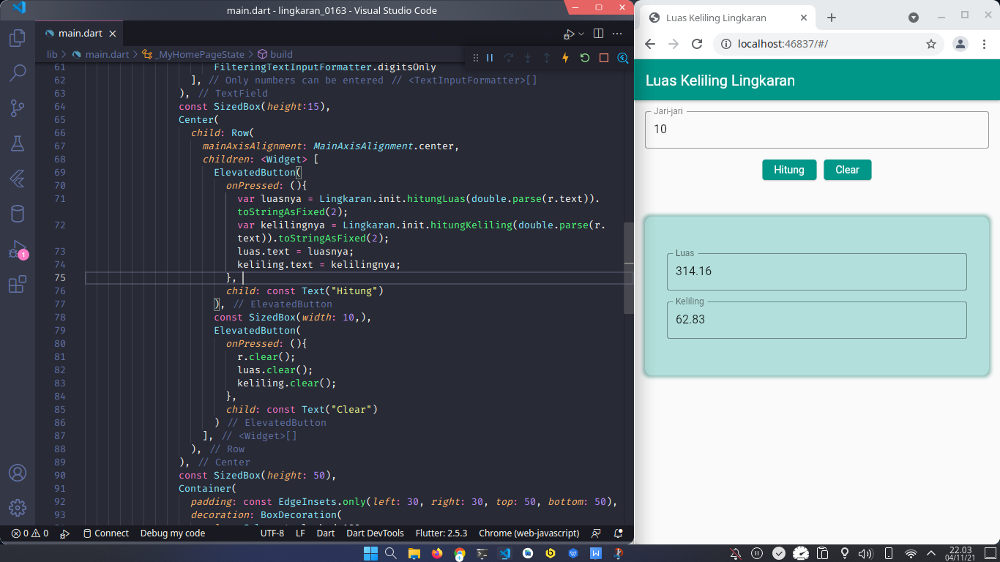 main.dart - lingkaran_0163 - Visual Studio Code
main.dart
lib > main.dart > _MyHomePageState > build
61 FilteringTextInputFormatter.digitsOnly
62 ], // Only numbers can be entered // <TextInputFormatter>[]
63 ), // TextField
64 const SizedBox(height:15),
65 Center(
66 child: Row(
67 mainAxisAlignment: MainAxisAlignment.center,
68 children: <Widget> [
69 ElevatedButton(
70 onPressed: (){
71 var luasnya = Lingkaran.init.hitungLuas(double.parse(r.text)).
toStringAsFixed(2);
72 var kelilingnya = Lingkaran.init.hitungKeliling(double.parse(r.
text)).toStringAsFixed(2);
73 luas.text = luasnya;
74 keliling.text = kelilingnya;
75 },
76 child: const Text("Hitung")
77 ), // ElevatedButton
78 const SizedBox(width: 10,),
79 ElevatedButton(
80 onPressed: (){
81 r.clear();
82 luas.clear();
83 keliling.clear();
84 },
85 child: const Text("Clear")
86 ) // ElevatedButton
87 ], // <Widget>[]
88 ), // Row
89 ), // Center
90 const SizedBox(height: 50),
91 Container(
92 padding: const EdgeInsets.only(left: 30, right: 30, top: 50, bottom: 50),
93 decoration: BoxDecoration(
1
0 0 Connect Debug my code UTF-8 LF Dart Dart DevTools Flutter: 2.5.3 Chrome (web-javascript)
Luas Keliling Lingkaran
localhost:46837/#/
Luas Keliling Lingkaran
Jari-jari
10
Hitung Clear
Luas
314.16
Keliling
62.83
22.03
04/11/21